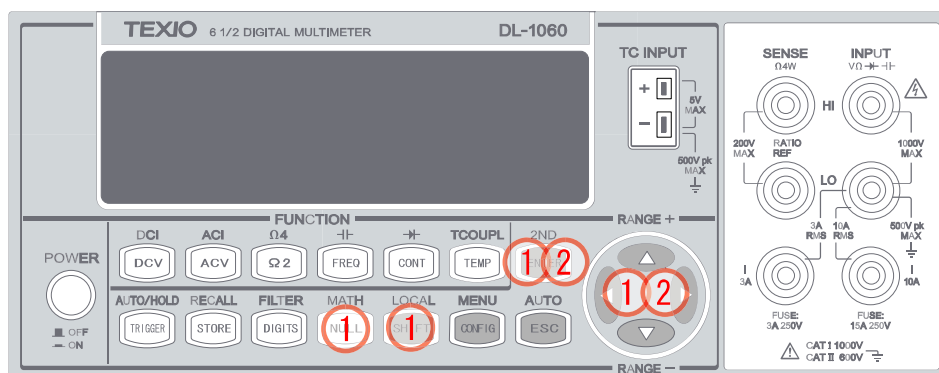 TEXIO 6 1/2 DIGITAL MULTIMETER DL-1060
TC INPUT
+
−
5V
MAX
500V pk
MAX
SENSE
Ω4W
INPUT
VΩ
HI
200V
MAX
RATIO
REF
1000V
MAX
LO
3A
RMS
10A
RMS
500V pk
MAX
I
3A
I
10A
FUSE:
3A 250V
FUSE:
15A 250V
CAT I 1000V
CAT II 600V
FUNCTION
RANGE +
POWER
OFF
ON
DCI ACI Ω4 TCOUPL 2ND
DCV ACV Ω2 FREQ CONT TEMP
1 2
1 2
AUTO/HOLD RECALL FILTER MATH LOCAL MENU AUTO
TRIGGER STORE DIGITS NULL SHIFT CONFIG ESC
1 1
RANGE −